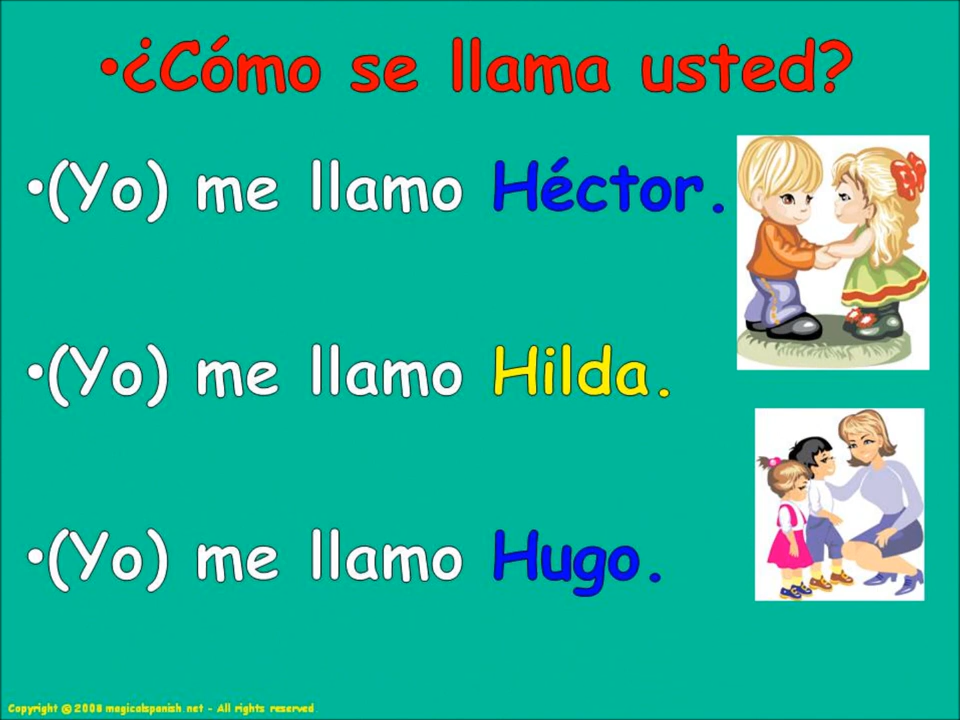 •¿Cómo se llama usted?
•(Yo) me llamo Héctor.
•(Yo) me llamo Hilda.
•(Yo) me llamo Hugo.
Copyright © 2008 magicalspanish.net - All rights reserved.